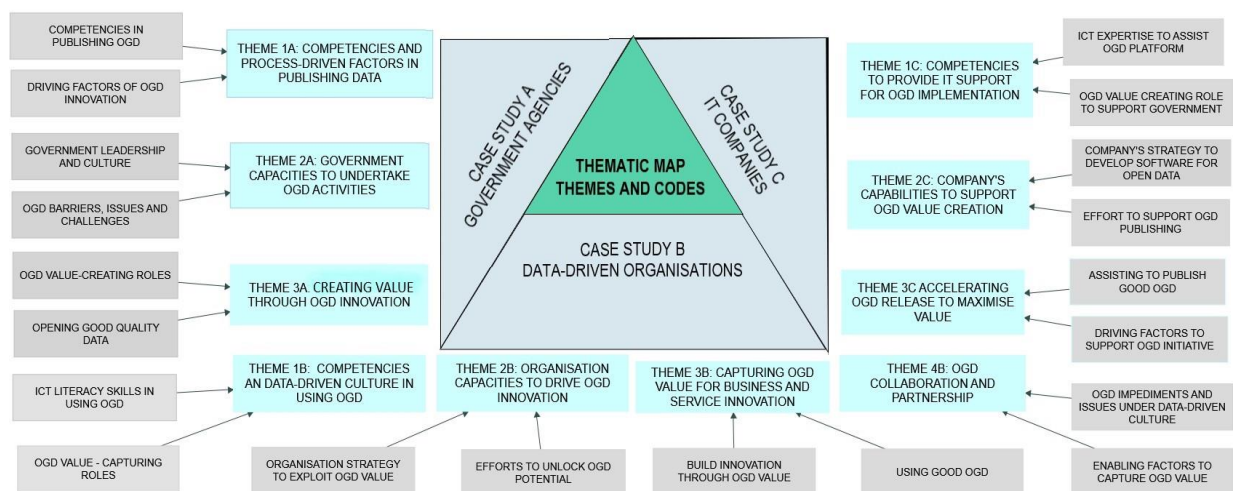 COMPETENCIES IN
PUBLISHING OGD
DRIVING FACTORS OF OGD
INNOVATION
THEME 1A: COMPETENCIES AND
PROCESS-DRIVEN FACTORS IN
PUBLISHING DATA
GOVERNMENT LEADERSHIP
AND CULTURE
OGD BARRIERS, ISSUES AND
CHALLENGES
THEME 2A: GOVERNMENT
CAPACITIES TO UNDERTAKE
OGD ACTIVITIES
OGD VALUE-CREATING ROLES
OPENING GOOD QUALITY
DATA
THEME 3A. CREATING VALUE
THROUGH OGD INNOVATION
CASE STUDY A
GOVERNMENT AGENCIES
THEMATIC MAP
THEMES AND CODES
CASE STUDY C
IT COMPANIES
CASE STUDY B
DATA-DRIVEN ORGANISATIONS
THEME 1C: COMPETENCIES
TO PROVIDE IT SUPPORT
FOR OGD IMPLEMENTATION
ICT EXPERTISE TO ASSIST
OGD PLATFORM
OGD VALUE CREATING ROLE
TO SUPPORT GOVERNMENT
THEME 2C: COMPANY'S
CAPABILITIES TO SUPPORT
OGD VALUE CREATION
COMPANY'S STRATEGY TO
DEVELOP SOFTWARE FOR
OPEN DATA
EFFORT TO SUPPORT OGD
PUBLISHING
THEME 3C ACCELERATING
OGD RELEASE TO MAXIMISE
VALUE
ASSISTING TO PUBLISH
GOOD OGD
DRIVING FACTORS TO
SUPPORT OGD INITIATIVE
THEME 1B: COMPETENCIES
AN DATA-DRIVEN CULTURE IN
USING OGD
ICT LITERACY SKILLS IN
USING OGD
OGD VALUE - CAPTURING
ROLES
THEME 2B: ORGANISATION
CAPACITIES TO DRIVE OGD
INNOVATION
ORGANISATION STRATEGY
TO EXPLOIT OGD VALUE
EFFORTS TO UNLOCK OGD
POTENTIAL
THEME 3B: CAPTURING OGD
VALUE FOR BUSINESS AND
SERVICE INNOVATION
BUILD INNOVATION
THROUGH OGD VALUE
USING GOOD OGD
THEME 4B: OGD
COLLABORATION AND
PARTNERSHIP
OGD IMPEDIMENTS AND
ISSUES UNDER DATA-DRIVEN
CULTURE
ENABLING FACTORS TO
CAPTURE OGD VALUE